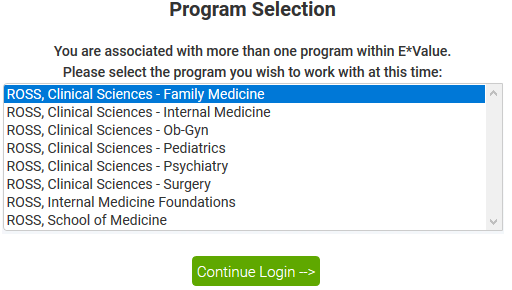 Program Selection
You are associated with more than one program within E*Value.
Please select the program you wish to work with at this time:
ROSS, Clinical Sciences - Family Medicine
ROSS, Clinical Sciences - Internal Medicine
ROSS, Clinical Sciences - Ob-Gyn
ROSS, Clinical Sciences - Pediatrics
ROSS, Clinical Sciences - Psychiatry
ROSS, Clinical Sciences - Surgery
ROSS, Internal Medicine Foundations
ROSS, School of Medicine
Continue Login -->